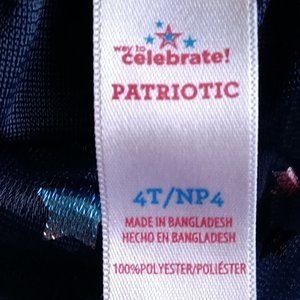 way to
celebrate!
PATRIOTIC
4T/NP4
MADE IN BANGLADESH
HECHO EN BANGLADESH
100%POLYESTER/POLIÉSTER